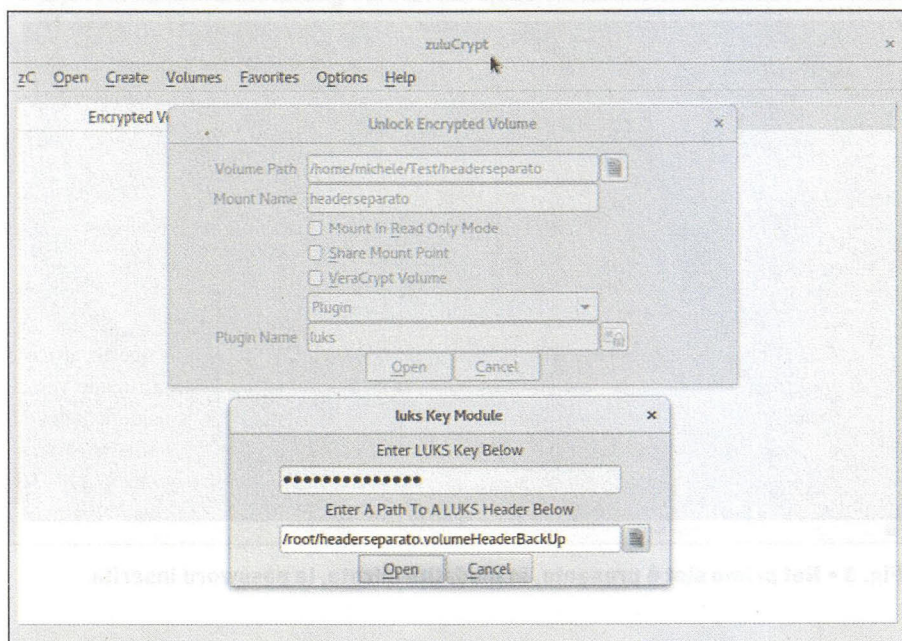 zuluCrypt
×
zC Open Create Volumes Favorites Options Help
Encrypted Vo
Unlock Encrypted Volume ×
Volume Path /home/michele/Test/headerseparato
Mount Name headerseparato
Mount In Read Only Mode
Share Mount Point
VeraCrypt Volume
Plugin
Plugin Name luks
Open Cancel
luks Key Module ×
Enter LUKS Key Below
••••••••••••••
Enter A Path To A LUKS Header Below
/root/headerseparato.volumeHeaderBackUp
Open Cancel